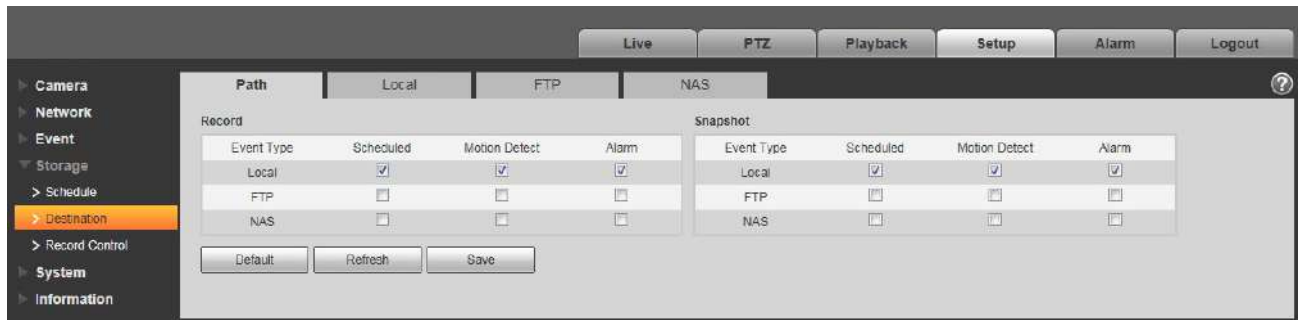 Live PTZ Playback Setup Alarm Logout
Camera
Network
Event
Storage
> Schedule
> Destination
> Record Control
System
Information
Path Local FTP NAS ?
Record
Event Type Scheduled Motion Detect Alarm
Local
FTP
NAS
Snapshot
Event Type Scheduled Motion Detect Alarm
Local
FTP
NAS
Default Refresh Save